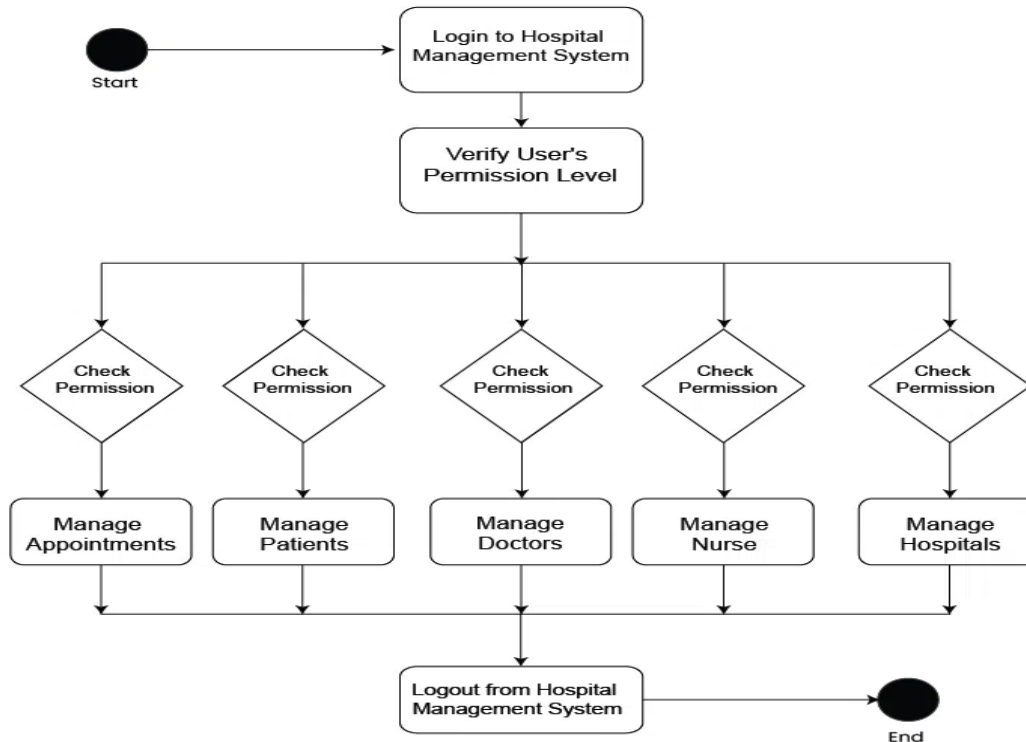 Login to Hospital
Management System
Start
Verify User's
Permission Level
Check
Permission
Check
Permission
Check
Permission
Check
Permission
Check
Permission
Manage
Appointments
Manage
Patients
Manage
Doctors
Manage
Nurse
Manage
Hospitals
Logout from Hospital
Management System
End